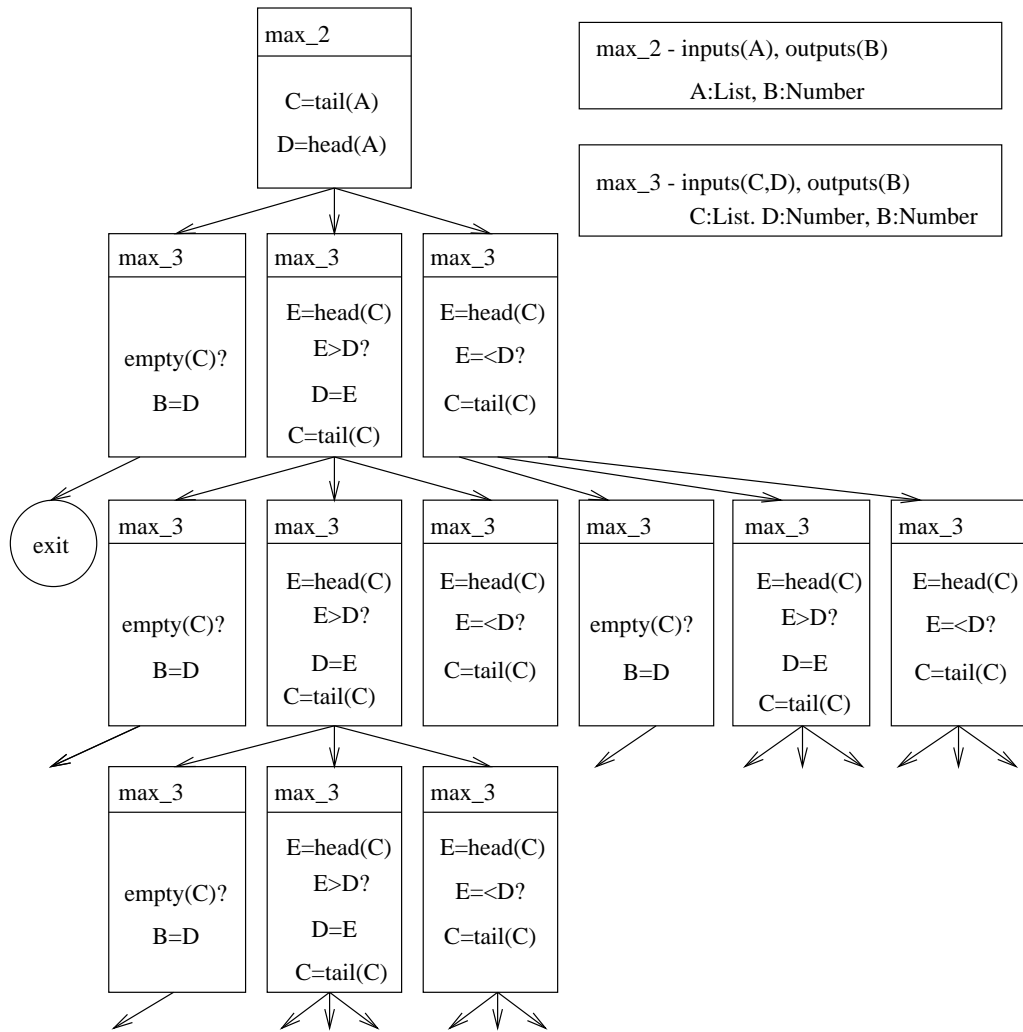 max_2
C=tail(A)
D=head(A)
max_2 - inputs(A), outputs(B)
A:List, B:Number
max_3 - inputs(C,D), outputs(B)
C:List. D:Number, B:Number
max_3
empty(C)?
B=D
max_3
E=head(C)
E>D?
D=E
C=tail(C)
max_3
E=head(C)
E=<D?
C=tail(C)
exit
max_3
empty(C)?
B=D
max_3
E=head(C)
E>D?
D=E
C=tail(C)
max_3
E=head(C)
E=<D?
C=tail(C)
max_3
empty(C)?
B=D
max_3
E=head(C)
E>D?
D=E
C=tail(C)
max_3
E=head(C)
E=<D?
C=tail(C)
max_3
empty(C)?
B=D
max_3
E=head(C)
E>D?
D=E
C=tail(C)
max_3
E=head(C)
E=<D?
C=tail(C)